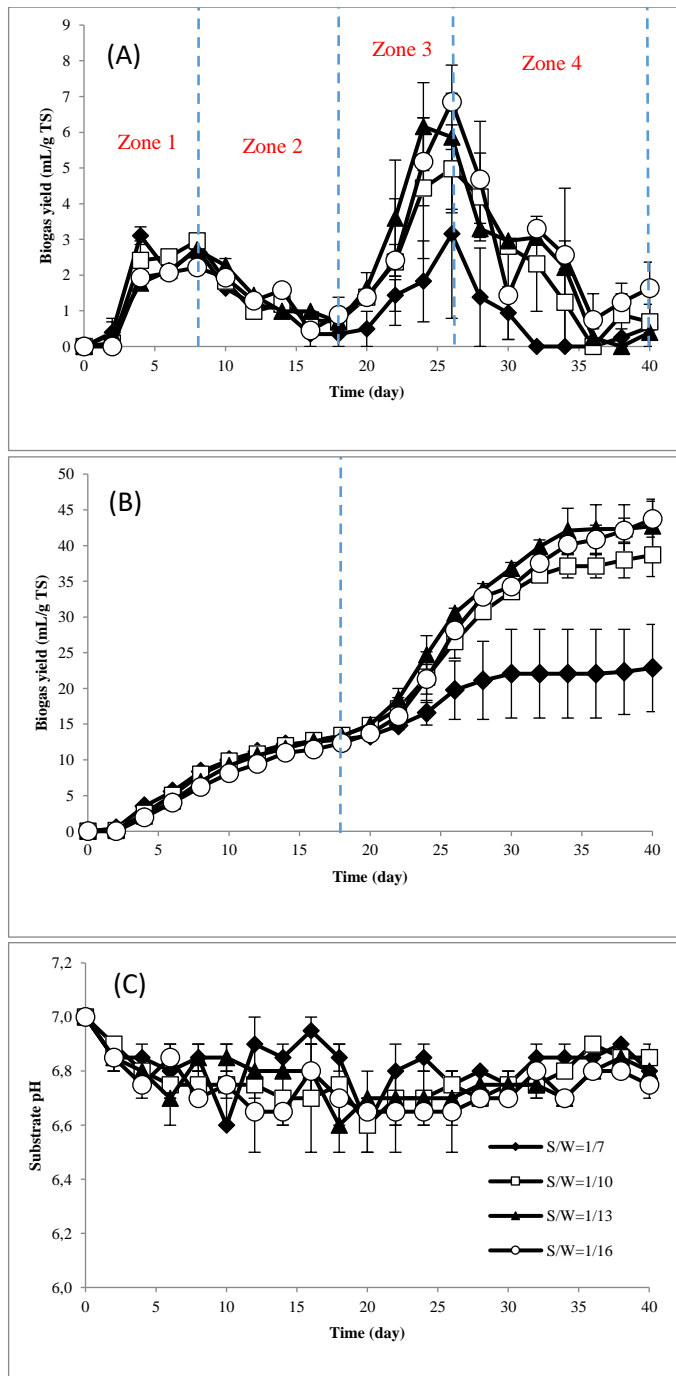 (A)
Zone 1
Zone 2
Zone 3
Zone 4
Biogas yield (mL/g TS)
9
8
7
6
5
4
3
2
1
0
0 5 10 15 20 25 30 35 40
Time (day)
(B)
Biogas yield (mL/g TS)
50
45
40
35
30
25
20
15
10
5
0
0 5 10 15 20 25 30 35 40
Time (day)
(C)
Substrate pH
7,2
7,0
6,8
6,6
6,4
6,2
6,0
S/W=1/7
S/W=1/10
S/W=1/13
S/W=1/16
0 5 10 15 20 25 30 35 40
Time (day)